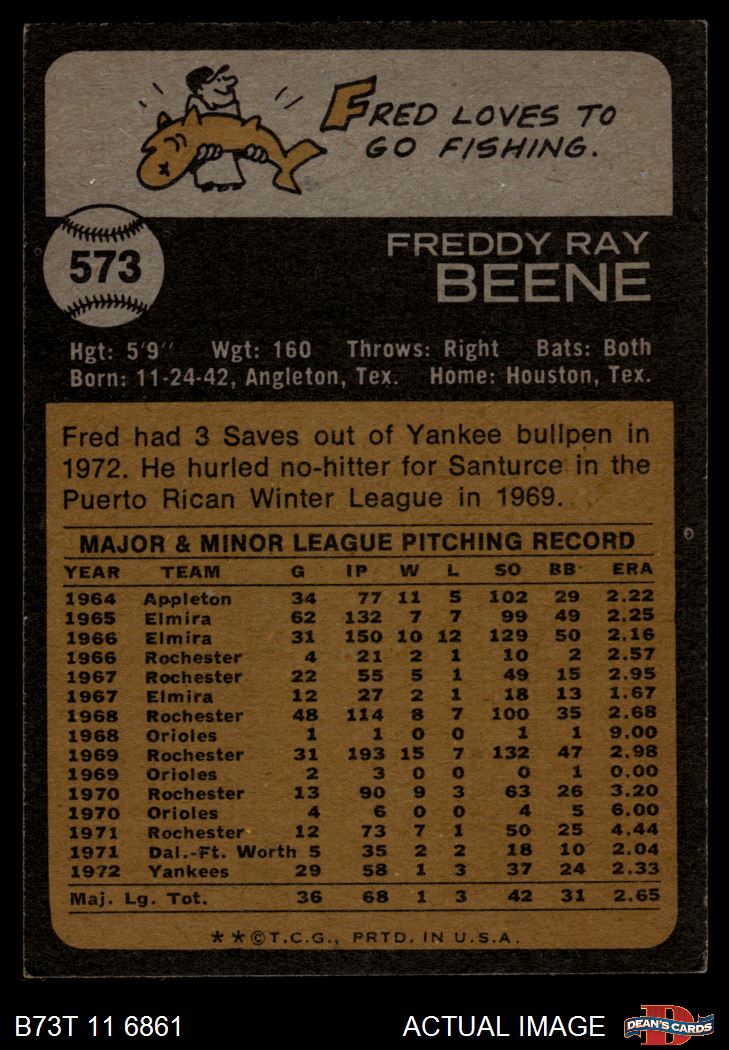 FRED LOVES TO
GO FISHING.
573
FREDDY RAY
BEENE
Hgt: 5'9" Wgt: 160 Throws: Right Bats: Both
Born: 11-24-42, Angleton, Tex. Home: Houston, Tex.
Fred had 3 Saves out of Yankee bullpen in
1972. He hurled no-hitter for Santurce in the
Puerto Rican Winter League in 1969.
MAJOR & MINOR LEAGUE PITCHING RECORD
YEAR TEAM G IP W L SO BB ERA
1964 Appleton 34 77 11 5 102 29 2.22
1965 Elmira 62 132 7 7 99 49 2.25
1966 Elmira 31 150 10 12 129 50 2.16
1966 Rochester 4 21 2 1 10 2 2.57
1967 Rochester 22 55 5 1 49 15 2.95
1967 Elmira 12 27 2 1 18 13 1.67
1968 Rochester 48 114 8 7 100 35 2.68
1968 Orioles 1 1 0 0 1 1 9.00
1969 Rochester 31 193 15 7 132 47 2.98
1969 Orioles 2 3 0 0 0 1 0.00
1970 Rochester 13 90 9 3 63 26 3.20
1970 Orioles 4 6 0 0 4 5 6.00
1971 Rochester 12 73 7 1 50 25 4.44
1971 Dal.-Ft. Worth 5 35 2 2 18 10 2.04
1972 Yankees 29 58 1 3 37 24 2.33
Maj. Lg. Tot. 36 68 1 3 42 31 2.65
**©T.C.G., PRTD. IN U.S.A.
B73T 11 6861 ACTUAL IMAGE
D
DEAN'S CARDS